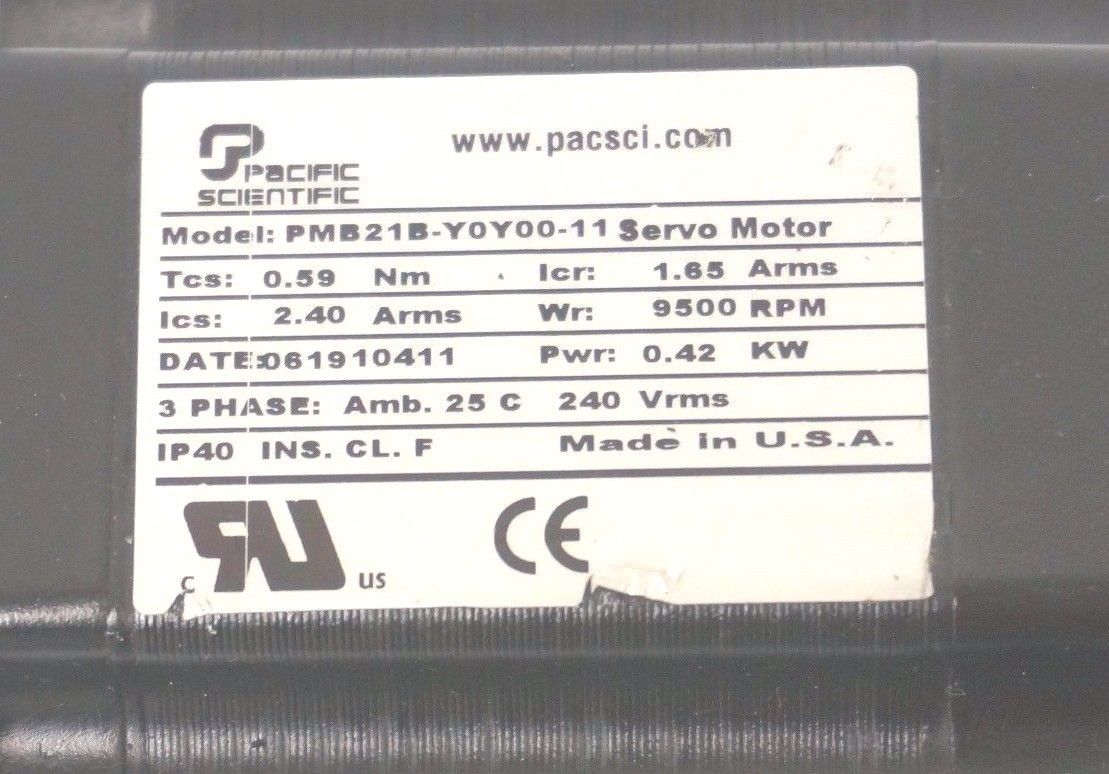 www.pacsci.com
PACIFIC
SCIENTIFIC
Model: PMB21B-Y0Y00-11 Servo Motor
Tcs: 0.59 Nm Icr: 1.65 Arms
Ics: 2.40 Arms Wr: 9500 RPM
DATE:061910411 Pwr: 0.42 KW
3 PHASE: Amb. 25 C 240 Vrms
IP40 INS. CL. F Made in U.S.A.
c RU us CE